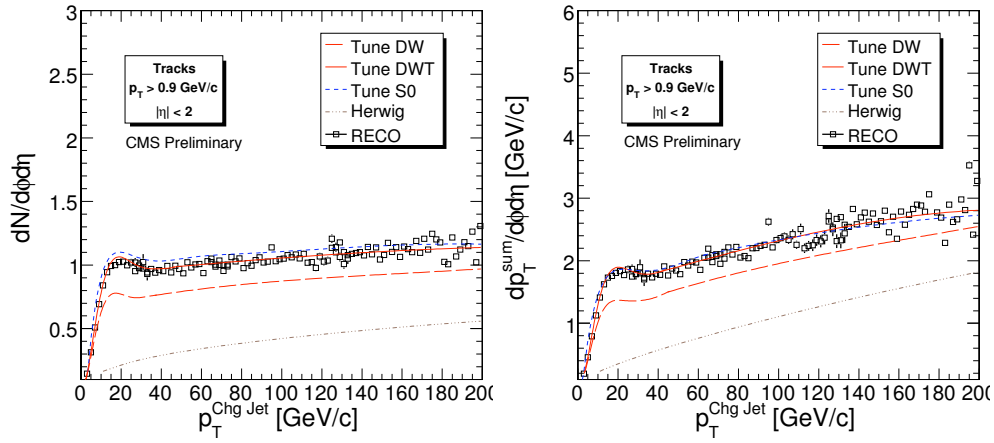 3
2.5
2
1.5
1
0.5
dN/dφdη
Tracks
p_T > 0.9 GeV/c
|η| < 2
CMS Preliminary
Tune DW
Tune DWT
Tune S0
Herwig
RECO
0 20 40 60 80 100 120 140 160 180 200
p_T^Chg Jet [GeV/c]
6
5
4
3
2
1
dp_T^sum/dφdη [GeV/c]
Tracks
p_T > 0.9 GeV/c
|η| < 2
CMS Preliminary
Tune DW
Tune DWT
Tune S0
Herwig
RECO
0 20 40 60 80 100 120 140 160 180 200
p_T^Chg Jet [GeV/c]